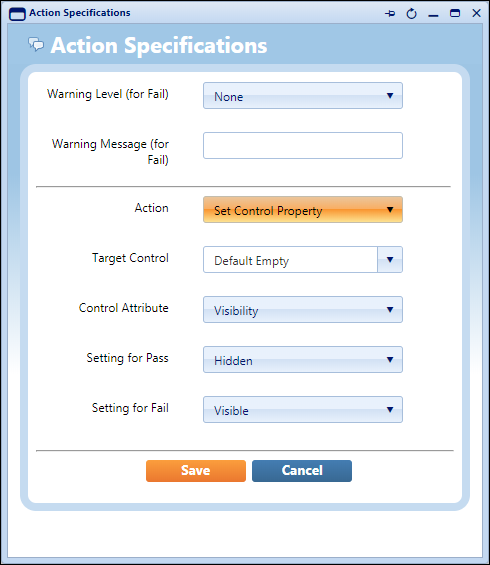 Action Specifications
Action Specifications
Warning Level (for Fail)
None
Warning Message (for
Fail)
Action
Set Control Property
Target Control
Default Empty
Control Attribute
Visibility
Setting for Pass
Hidden
Setting for Fail
Visible
Save
Cancel